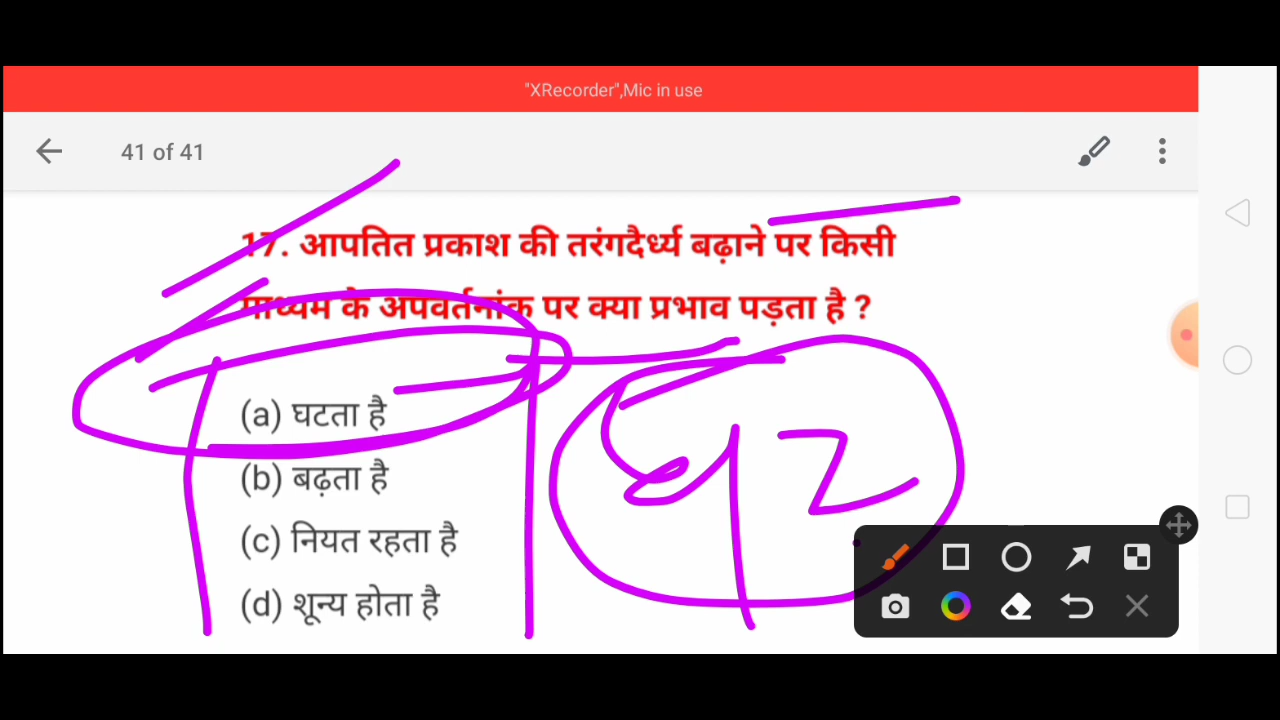 "XRecorder",Mic in use
41 of 41
17. आपतित प्रकाश की तरंगदैर्ध्य बढ़ाने पर किसी
माध्यम के अपवर्तनांक पर क्या प्रभाव पड़ता है ?
(a) घटता है
(b) बढ़ता है
(c) नियत रहता है
(d) शून्य होता है